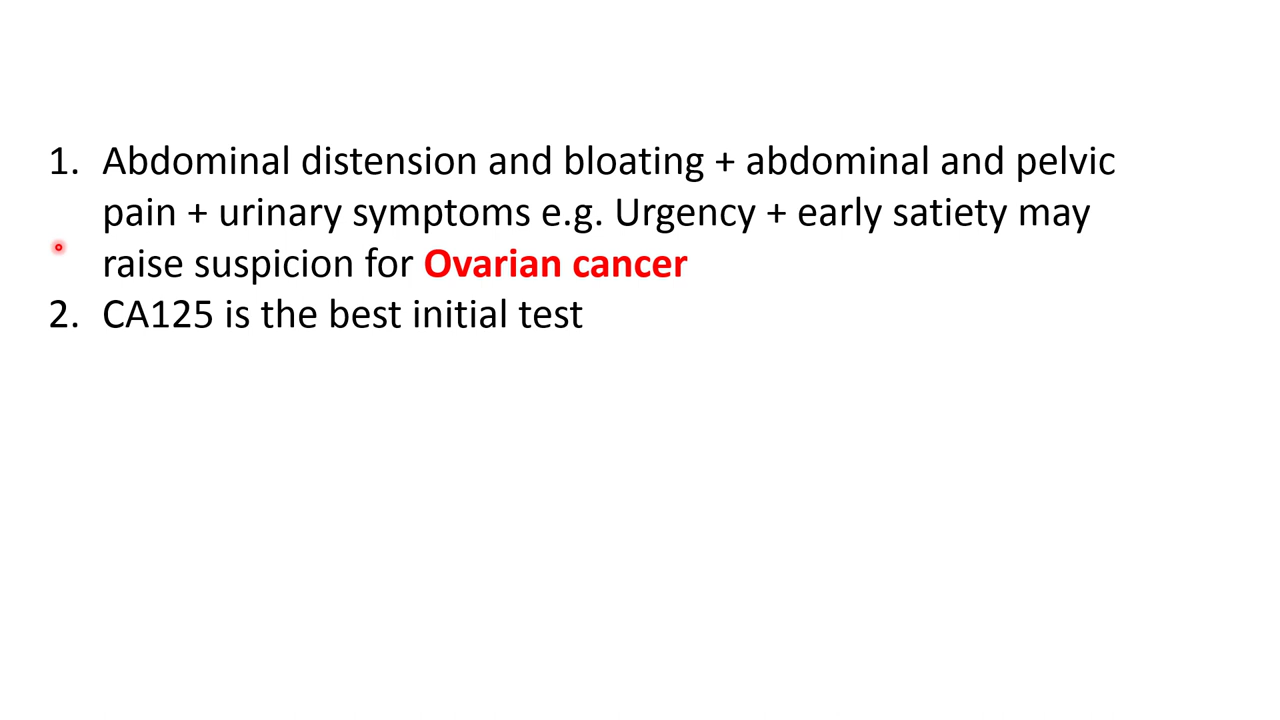 1. Abdominal distension and bloating + abdominal and pelvic
pain + urinary symptoms e.g. Urgency + early satiety may
raise suspicion for Ovarian cancer
2. CA125 is the best initial test